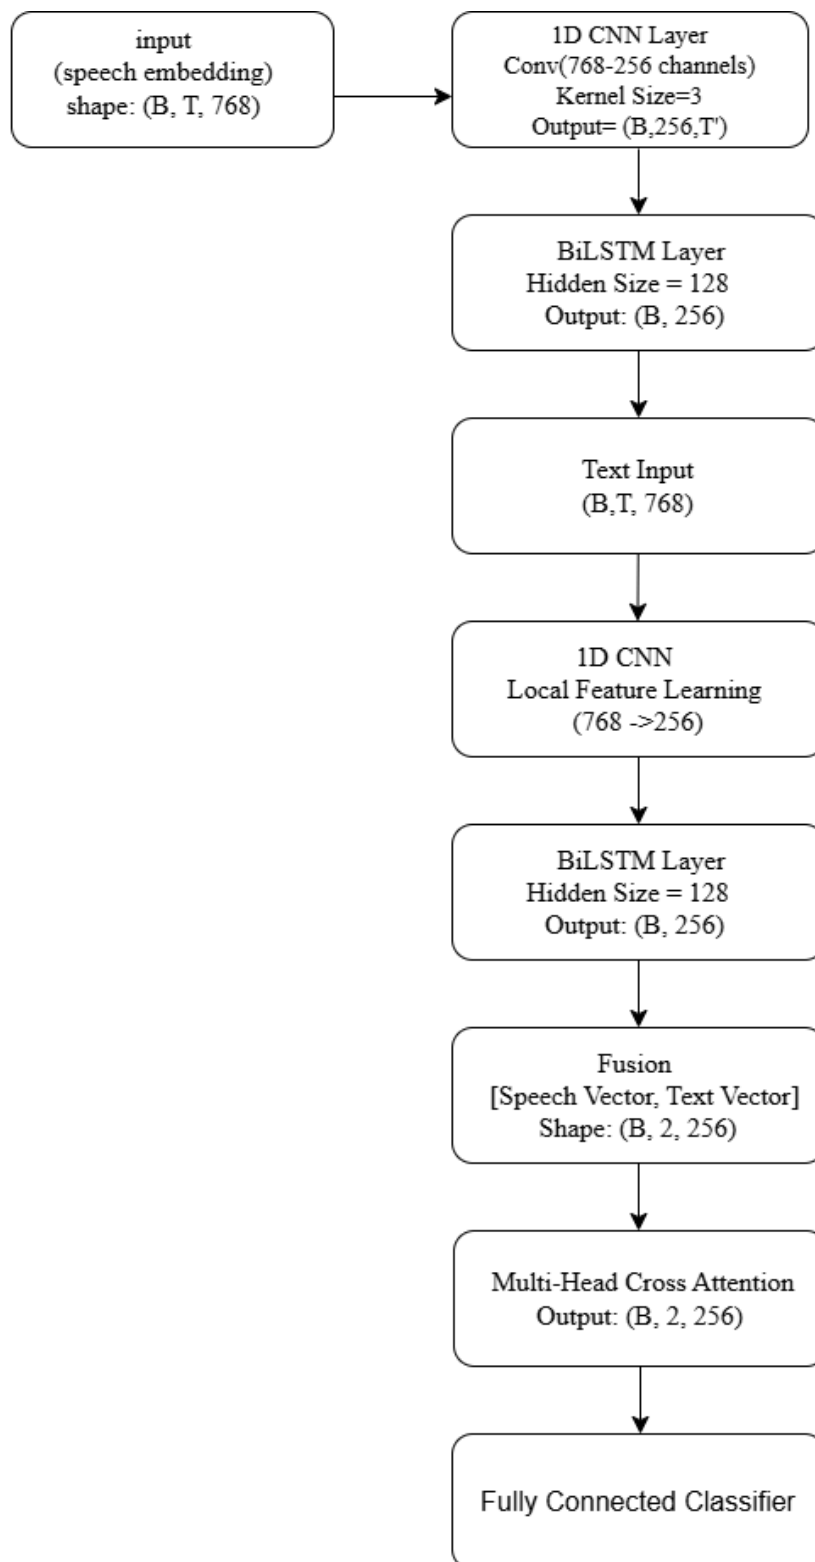 input
(speech embedding)
shape: (B, T, 768)
1D CNN Layer
Conv(768-256 channels)
Kernel Size=3
Output= (B,256,T')
BiLSTM Layer
Hidden Size = 128
Output: (B, 256)
Text Input
(B,T, 768)
1D CNN
Local Feature Learning
(768 ->256)
BiLSTM Layer
Hidden Size = 128
Output: (B, 256)
Fusion
[Speech Vector, Text Vector]
Shape: (B, 2, 256)
Multi-Head Cross Attention
Output: (B, 2, 256)
Fully Connected Classifier